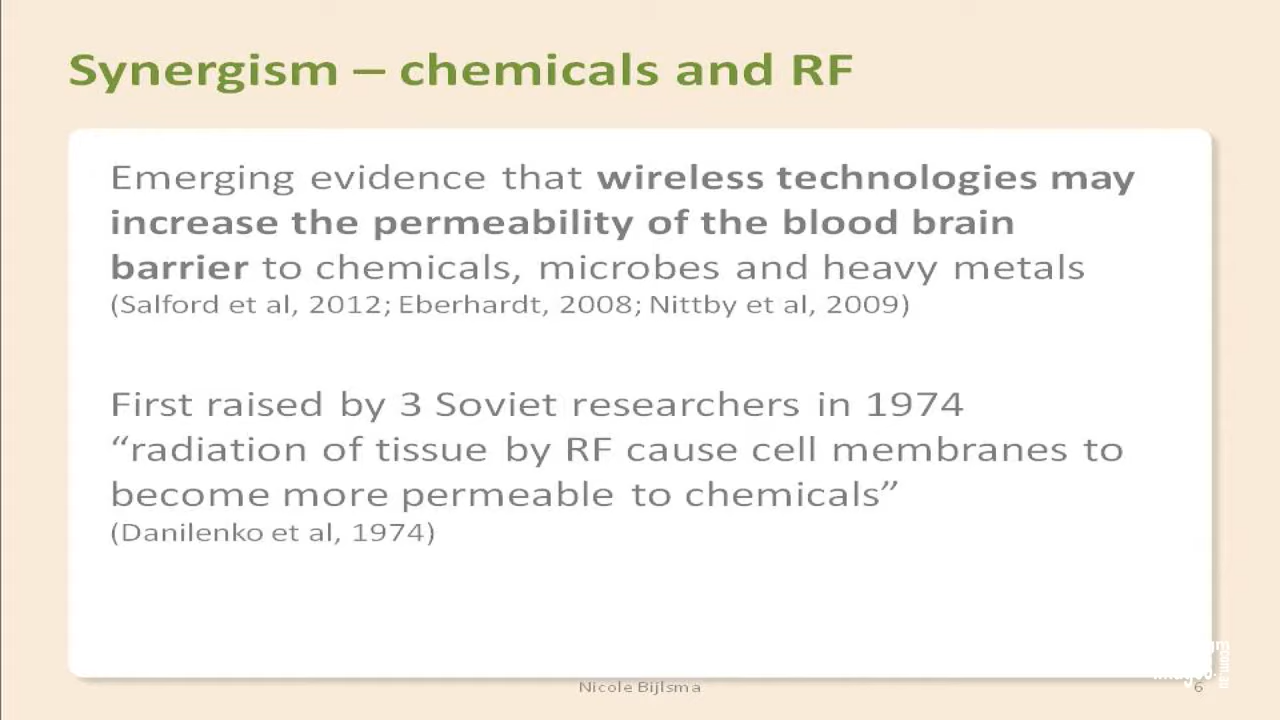 Synergism – chemicals and RF
Emerging evidence that wireless technologies may
increase the permeability of the blood brain
barrier to chemicals, microbes and heavy metals
(Salford et al, 2012; Eberhardt, 2008; Nittby et al, 2009)
First raised by 3 Soviet researchers in 1974
“radiation of tissue by RF cause cell membranes to
become more permeable to chemicals”
(Danilenko et al, 1974)
Nicole Bijlsma
6
com.au